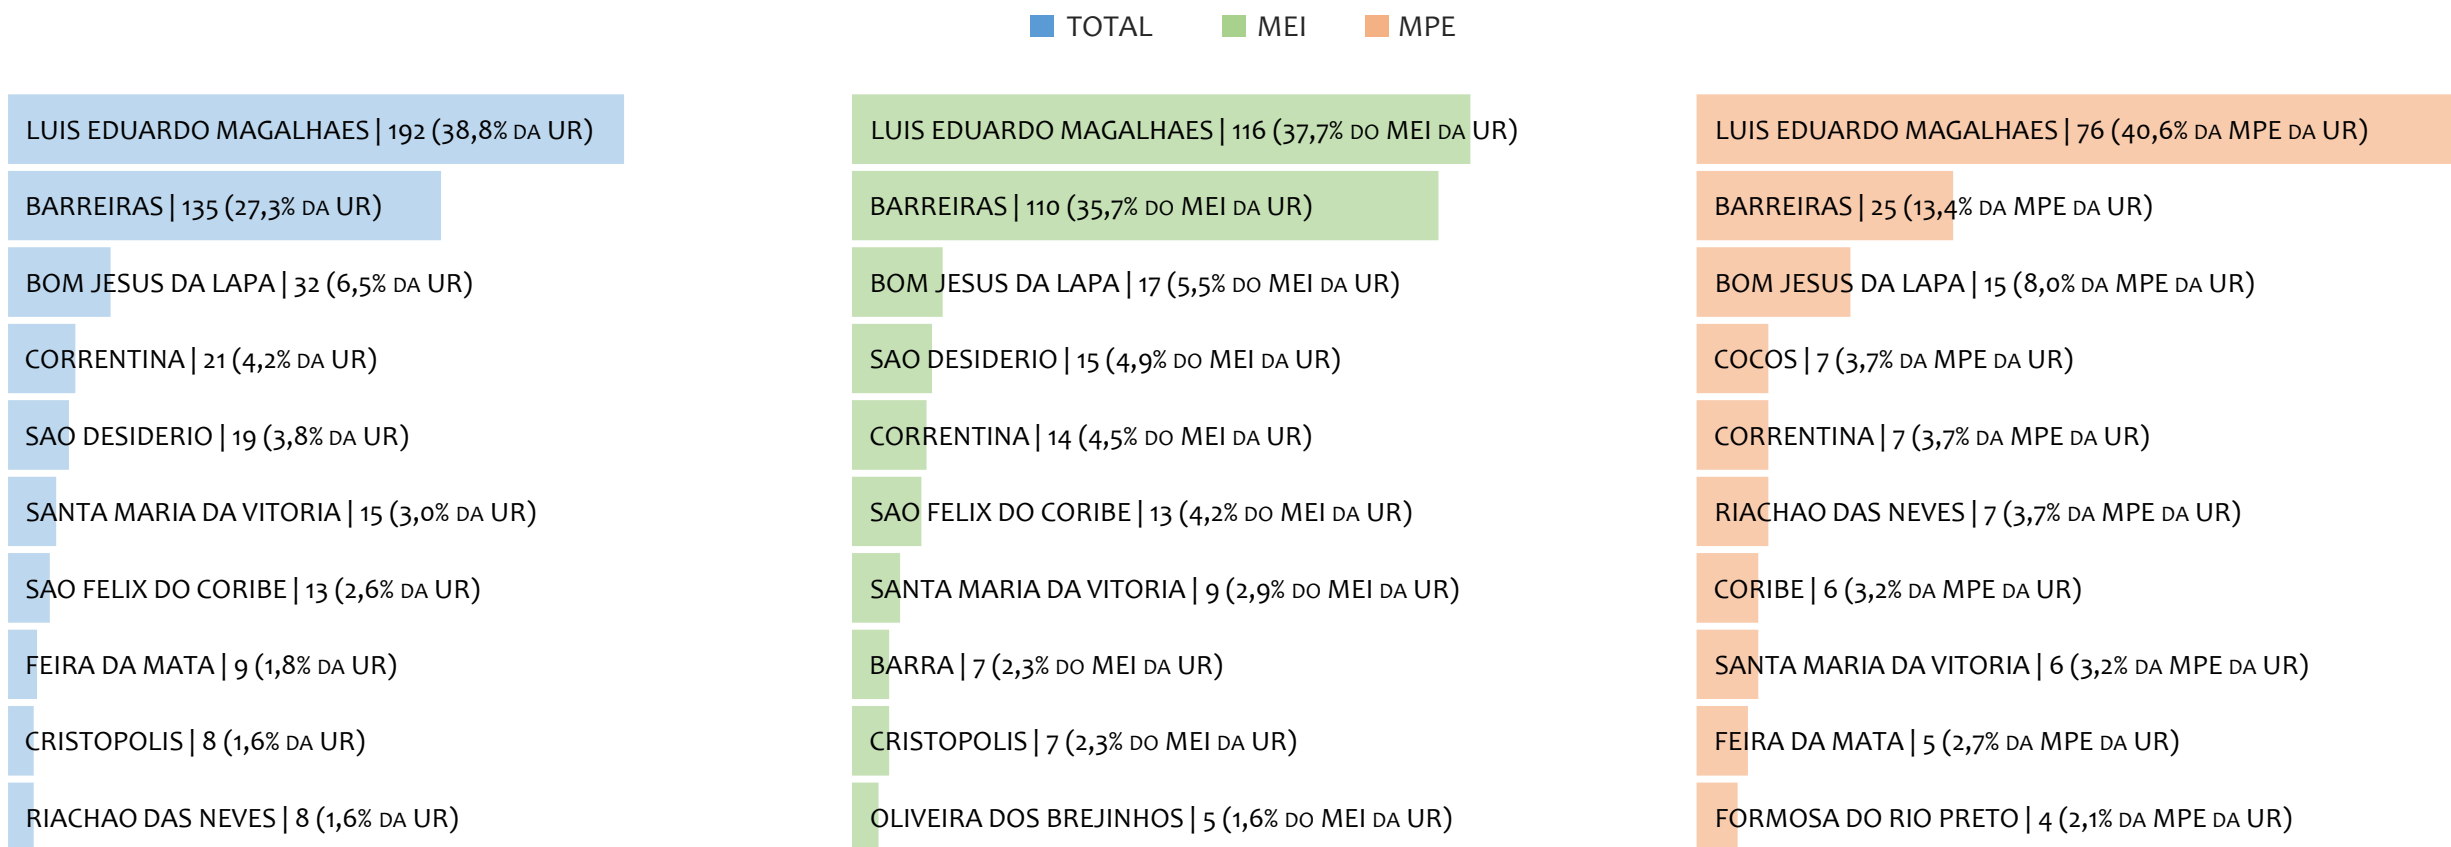 TOTAL MEI MPE
LUIS EDUARDO MAGALHAES | 192 (38,8% DA UR)
BARREIRAS | 135 (27,3% DA UR)
BOM JESUS DA LAPA | 32 (6,5% DA UR)
CORRENTINA | 21 (4,2% DA UR)
SAO DESIDERIO | 19 (3,8% DA UR)
SANTA MARIA DA VITORIA | 15 (3,0% DA UR)
SAO FELIX DO CORIBE | 13 (2,6% DA UR)
FEIRA DA MATA | 9 (1,8% DA UR)
CRISTOPOLIS | 8 (1,6% DA UR)
RIACHAO DAS NEVES | 8 (1,6% DA UR)
LUIS EDUARDO MAGALHAES | 116 (37,7% DO MEI DA UR)
BARREIRAS | 110 (35,7% DO MEI DA UR)
BOM JESUS DA LAPA | 17 (5,5% DO MEI DA UR)
SAO DESIDERIO | 15 (4,9% DO MEI DA UR)
CORRENTINA | 14 (4,5% DO MEI DA UR)
SAO FELIX DO CORIBE | 13 (4,2% DO MEI DA UR)
SANTA MARIA DA VITORIA | 9 (2,9% DO MEI DA UR)
BARRA | 7 (2,3% DO MEI DA UR)
CRISTOPOLIS | 7 (2,3% DO MEI DA UR)
OLIVEIRA DOS BREJINHOS | 5 (1,6% DO MEI DA UR)
LUIS EDUARDO MAGALHAES | 76 (40,6% DA MPE DA UR)
BARREIRAS | 25 (13,4% DA MPE DA UR)
BOM JESUS DA LAPA | 15 (8,0% DA MPE DA UR)
COCOS | 7 (3,7% DA MPE DA UR)
CORRENTINA | 7 (3,7% DA MPE DA UR)
RIACHAO DAS NEVES | 7 (3,7% DA MPE DA UR)
CORIBE | 6 (3,2% DA MPE DA UR)
SANTA MARIA DA VITORIA | 6 (3,2% DA MPE DA UR)
FEIRA DA MATA | 5 (2,7% DA MPE DA UR)
FORMOSA DO RIO PRETO | 4 (2,1% DA MPE DA UR)